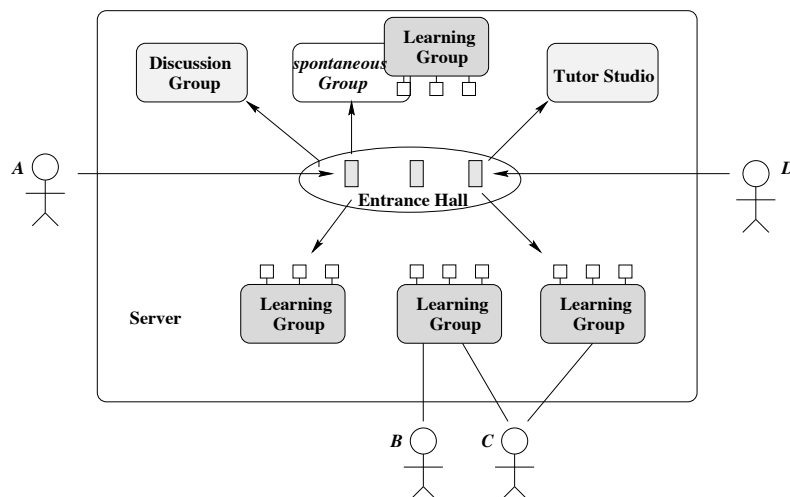 Learning
Group
Discussion
Group
spontaneous
Group
Tutor Studio
A
Entrance Hall
Learning
Group
Learning
Group
Learning
Group
Server
B
C